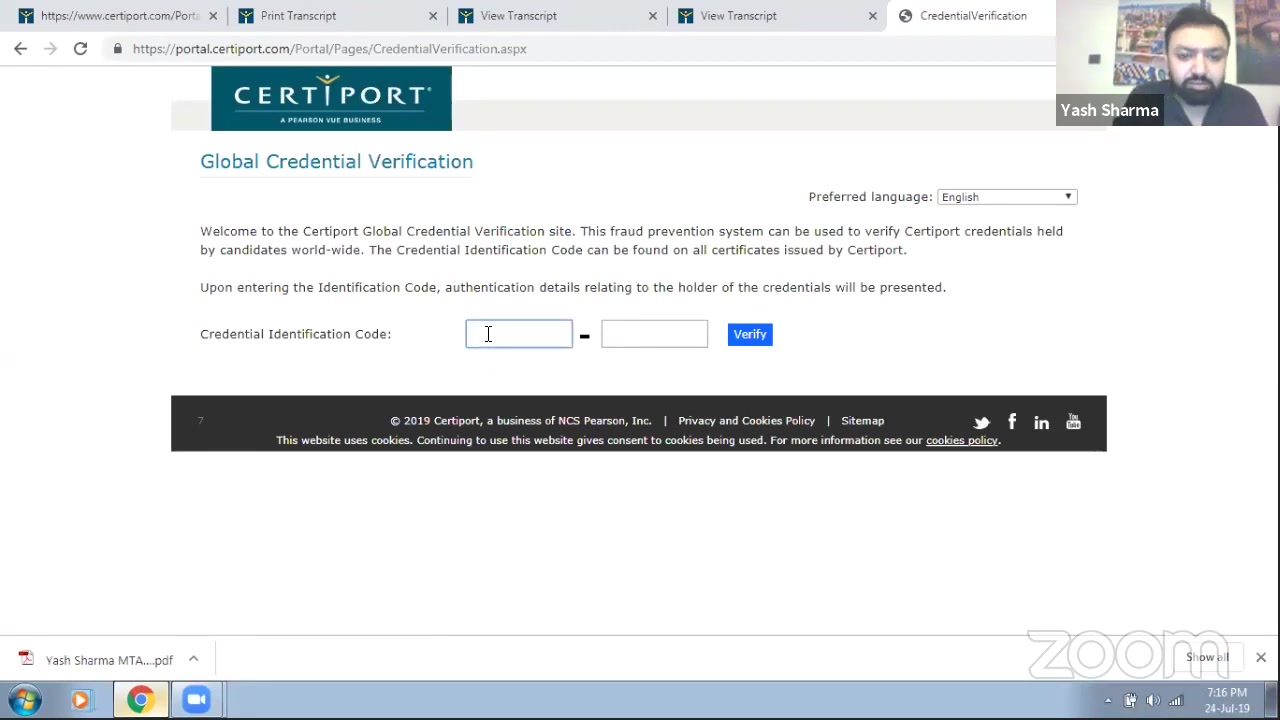 https://www.certiport.com/Porta
Print Transcript
View Transcript
View Transcript
CredentialVerification
https://portal.certiport.com/Portal/Pages/CredentialVerification.aspx
Yash Sharma
CERTIPORT
A PEARSON VUE BUSINESS
Global Credential Verification
Preferred language: English
Welcome to the Certiport Global Credential Verification site. This fraud prevention system can be used to verify Certiport credentials held
by candidates world-wide. The Credential Identification Code can be found on all certificates issued by Certiport.
Upon entering the Identification Code, authentication details relating to the holder of the credentials will be presented.
Credential Identification Code: - Verify
7 © 2019 Certiport, a business of NCS Pearson, Inc. | Privacy and Cookies Policy | Sitemap
You Tube
This website uses cookies. Continuing to use this website gives consent to cookies being used. For more information see our cookies policy.
zoom
Yash Sharma MTA....pdf
Show all
7:16 PM
24-Jul-19